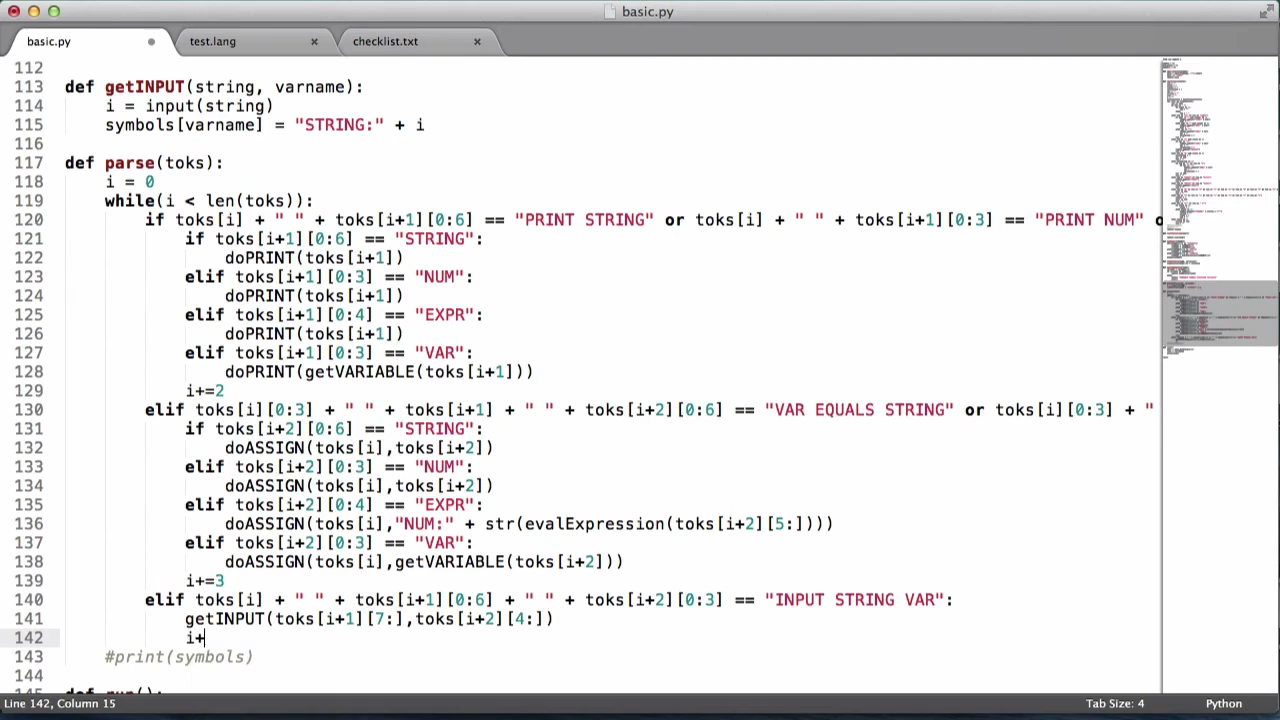 basic.py
basic.py
test.lang
checklist.txt
112
113 def getINPUT(string, varname):
114 i = input(string)
115 symbols[varname] = "STRING:" + i
116
117 def parse(toks):
118 i = 0
119 while(i < len(toks)):
120 if toks[i] + " " + toks[i+1][0:6] == "PRINT STRING" or toks[i] + " " + toks[i+1][0:3] == "PRINT NUM" o
121 if toks[i+1][0:6] == "STRING":
122 doPRINT(toks[i+1])
123 elif toks[i+1][0:3] == "NUM":
124 doPRINT(toks[i+1])
125 elif toks[i+1][0:4] == "EXPR":
126 doPRINT(toks[i+1])
127 elif toks[i+1][0:3] == "VAR":
128 doPRINT(getVARIABLE(toks[i+1]))
129 i+=2
130 elif toks[i][0:3] + " " + toks[i+1] + " " + toks[i+2][0:6] == "VAR EQUALS STRING" or toks[i][0:3] + "
131 if toks[i+2][0:6] == "STRING":
132 doASSIGN(toks[i],toks[i+2])
133 elif toks[i+2][0:3] == "NUM":
134 doASSIGN(toks[i],toks[i+2])
135 elif toks[i+2][0:4] == "EXPR":
136 doASSIGN(toks[i],"NUM:" + str(evalExpression(toks[i+2][5:])))
137 elif toks[i+2][0:3] == "VAR":
138 doASSIGN(toks[i],getVARIABLE(toks[i+2]))
139 i+=3
140 elif toks[i] + " " + toks[i+1][0:6] + " " + toks[i+2][0:3] == "INPUT STRING VAR":
141 getINPUT(toks[i+1][7:],toks[i+2][4:])
142 i+
143 #print(symbols)
144
145 def run():
Line 142, Column 15
Tab Size: 4
Python